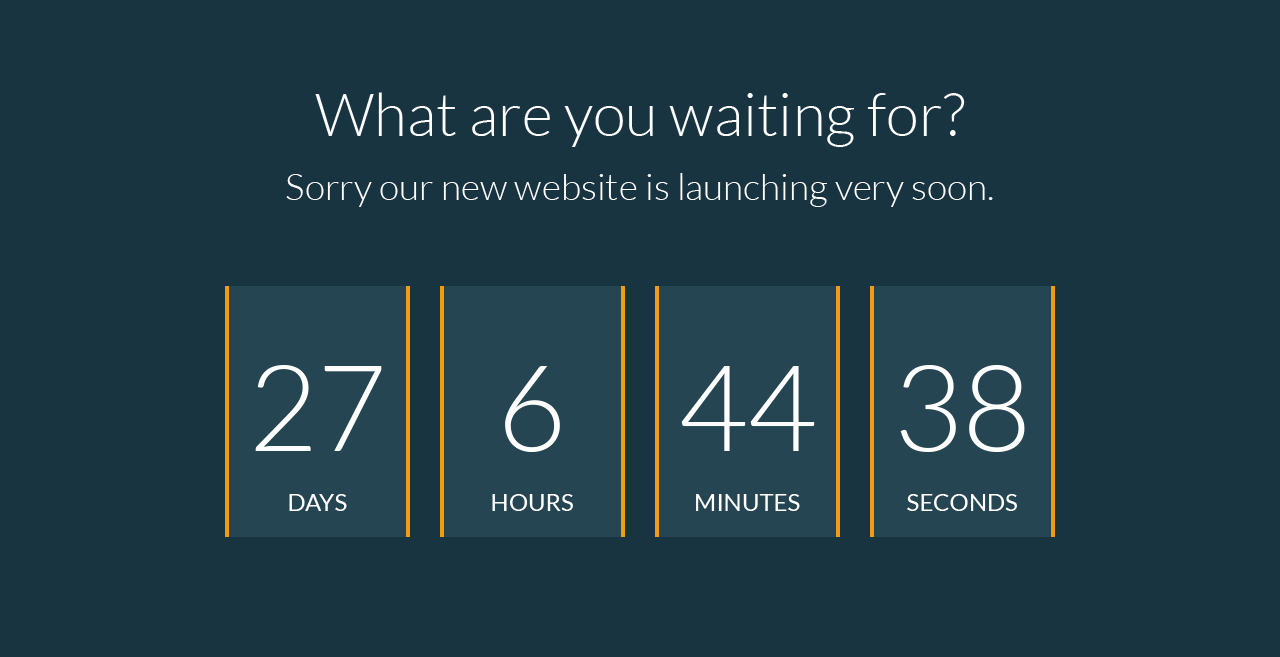 What are you waiting for?
Sorry our new website is launching very soon.
27 6 44 38
DAYS HOURS MINUTES SECONDS